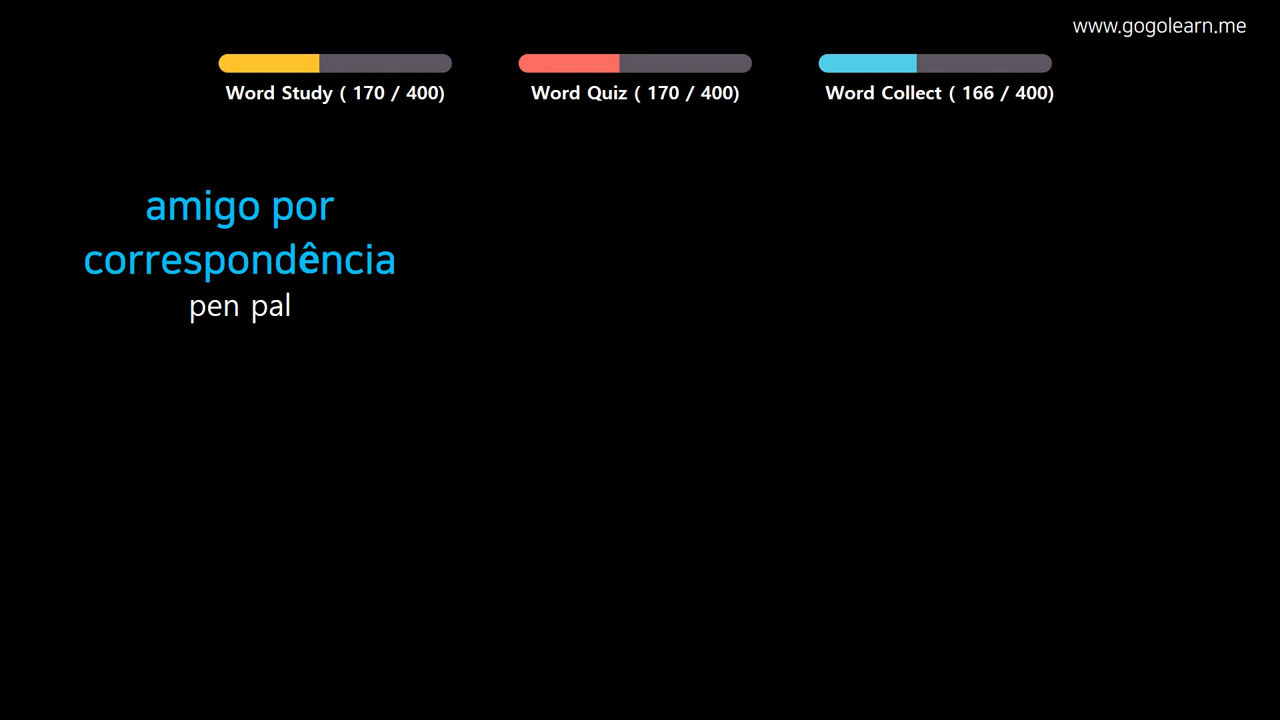 www.gogolearn.me
Word Study ( 170 / 400)
Word Quiz ( 170 / 400)
Word Collect ( 166 / 400)
amigo por
correspondência
pen pal